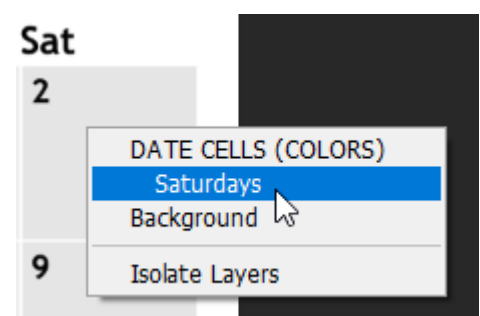 Sat
2
DATE CELLS (COLORS)
Saturdays
Background
9
Isolate Layers